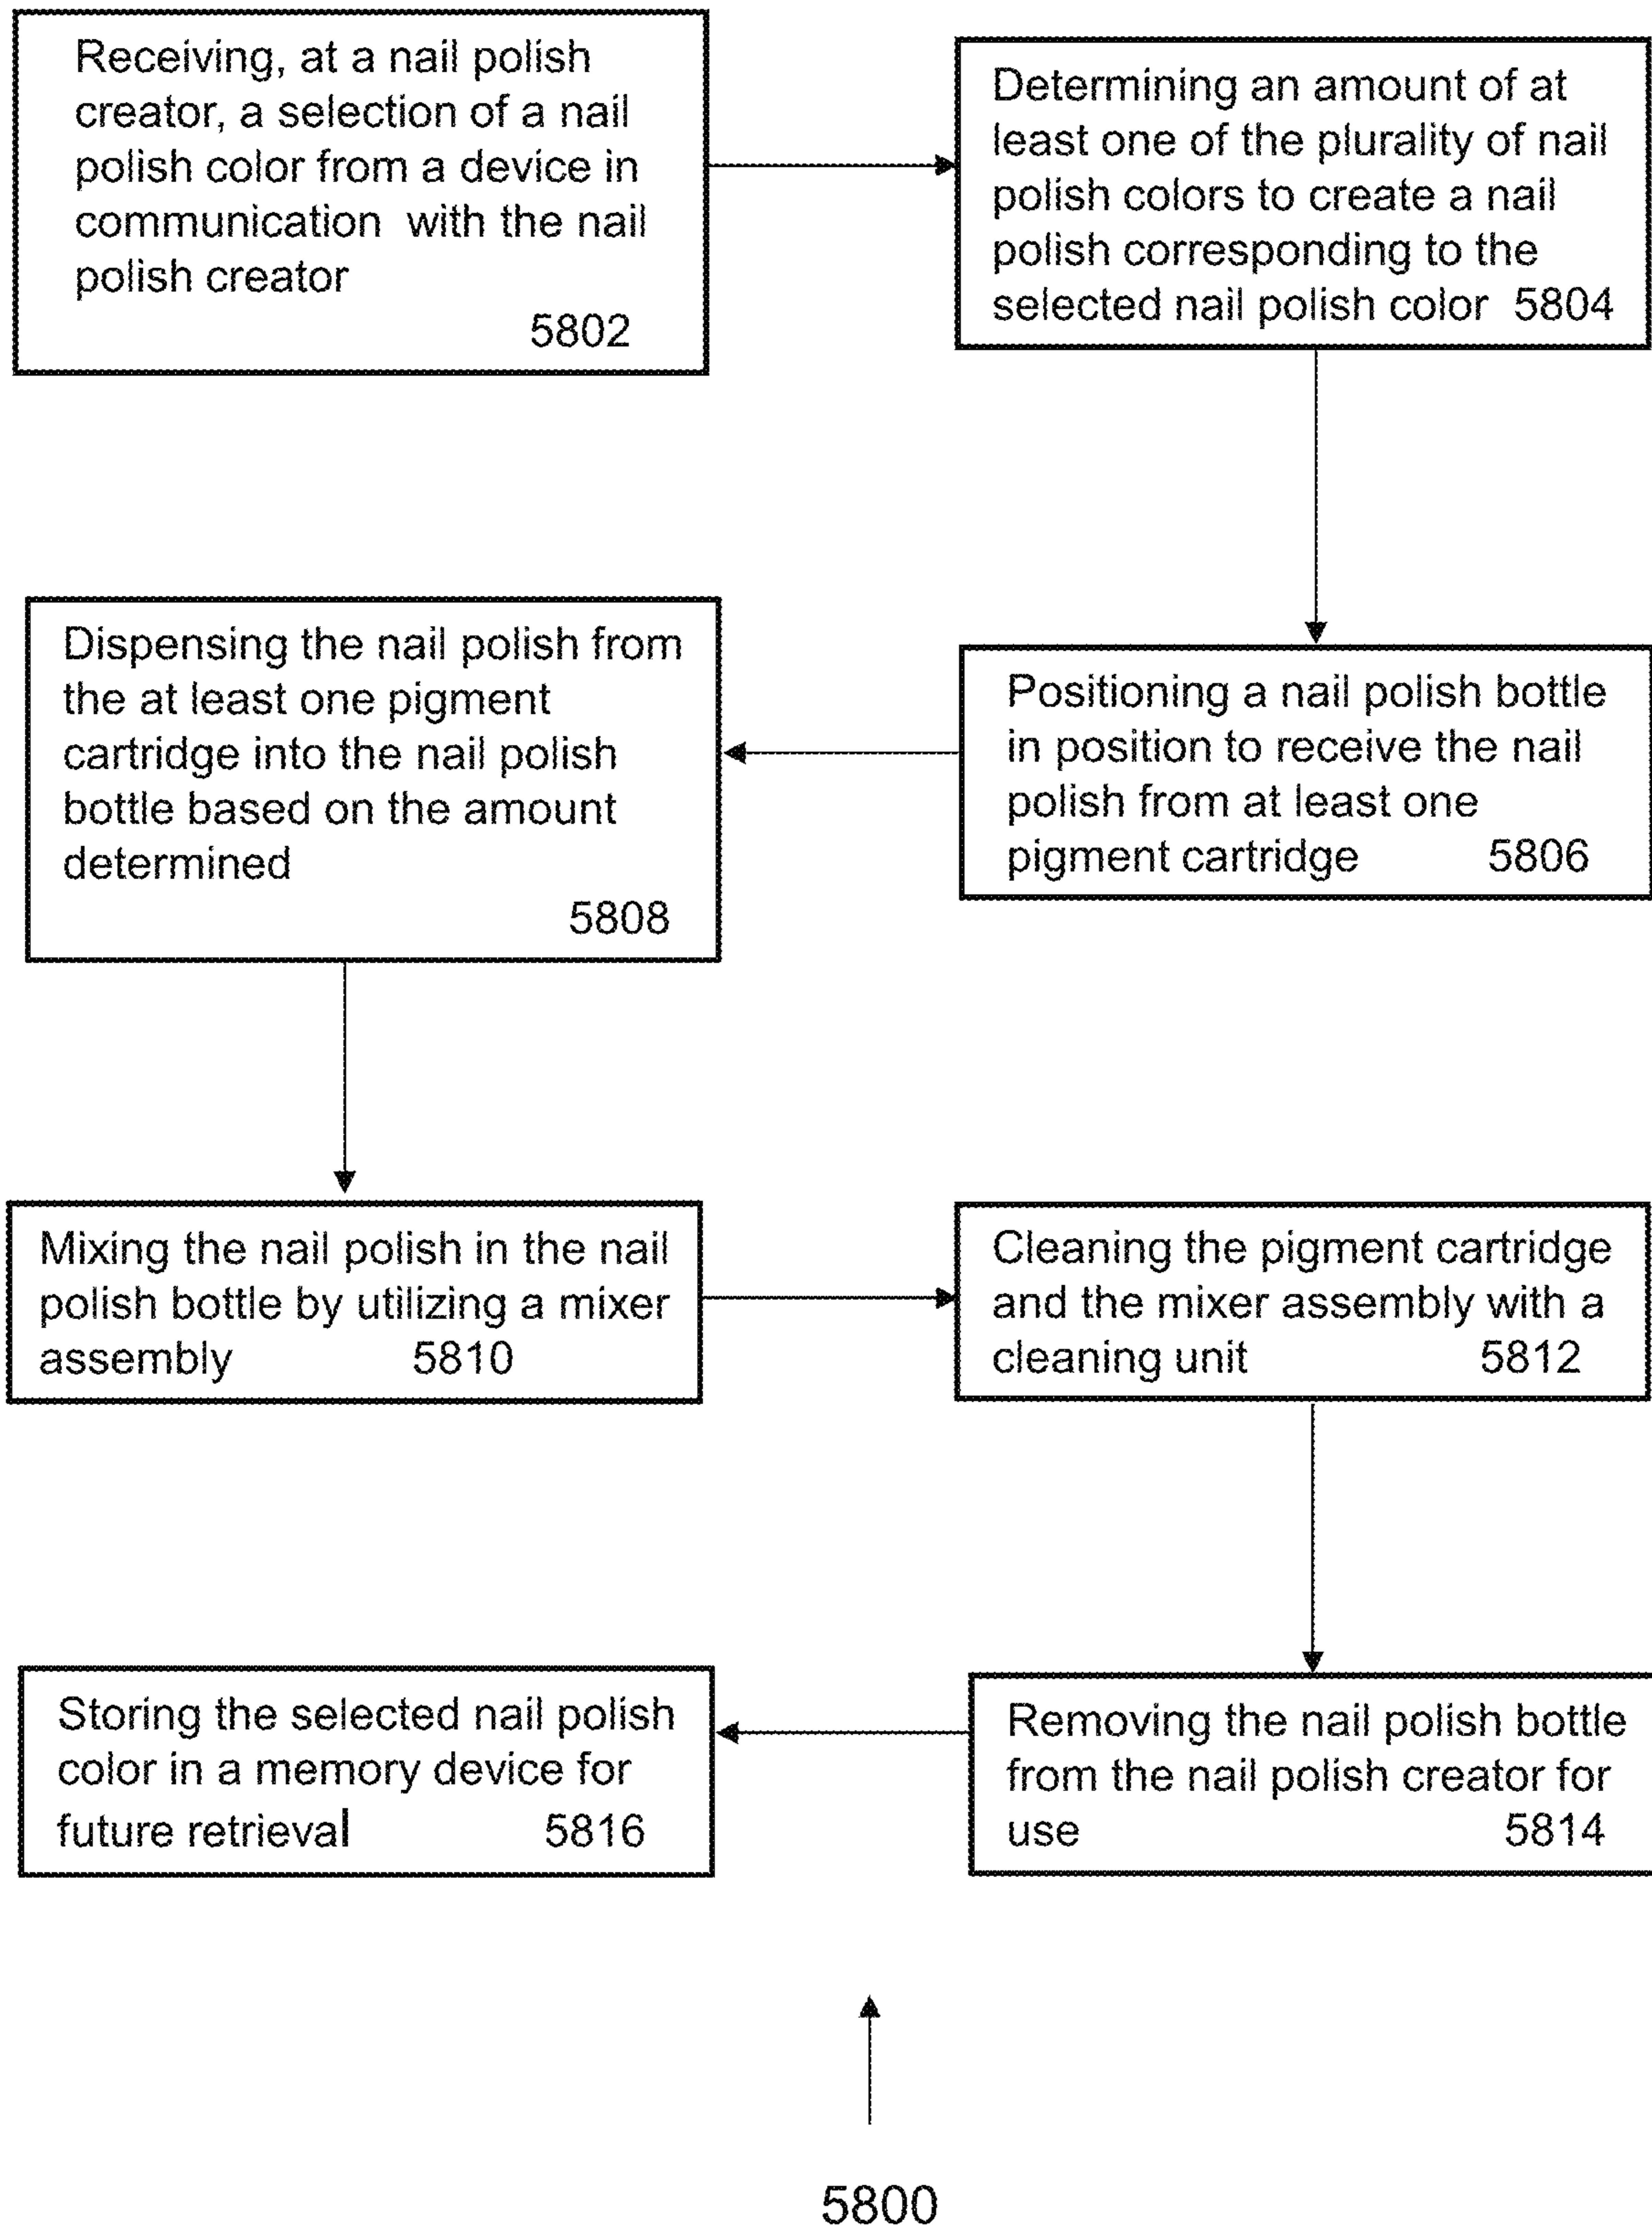 Receiving, at a nail polish
creator, a selection of a nail
polish color from a device in
communication with the nail
polish creator
5802
Determining an amount of at
least one of the plurality of nail
polish colors to create a nail
polish corresponding to the
selected nail polish color 5804
Positioning a nail polish bottle
in position to receive the nail
polish from at least one
pigment cartridge 5806
Dispensing the nail polish from
the at least one pigment
cartridge into the nail polish
bottle based on the amount
determined
5808
Mixing the nail polish in the nail
polish bottle by utilizing a mixer
assembly 5810
Cleaning the pigment cartridge
and the mixer assembly with a
cleaning unit 5812
Removing the nail polish bottle
from the nail polish creator for
use 5814
Storing the selected nail polish
color in a memory device for
future retrieval 5816
5800